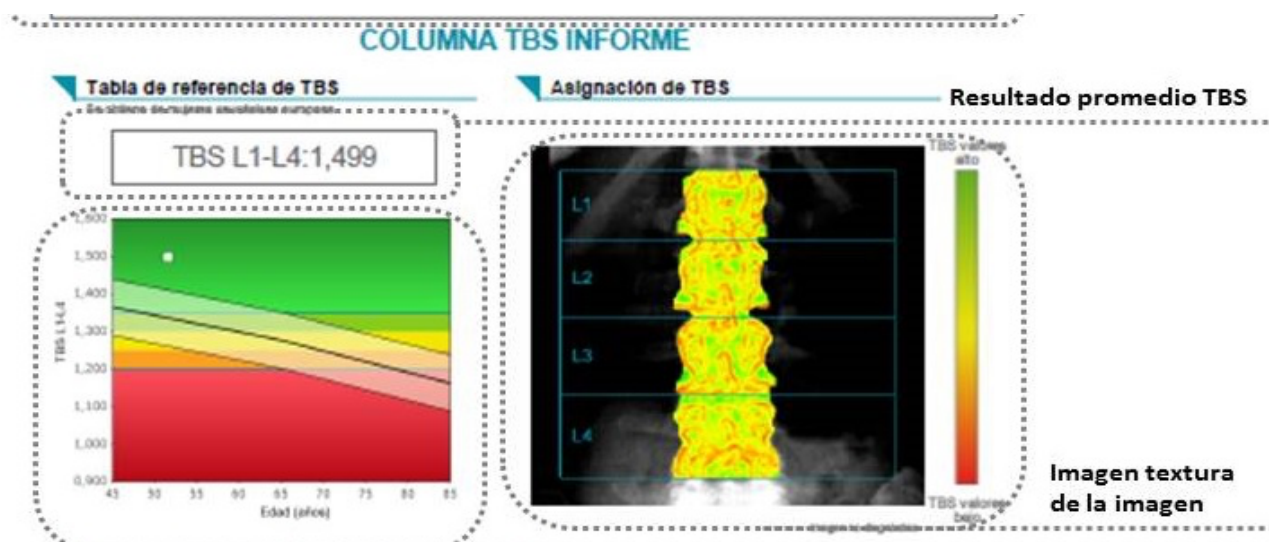 COLUMNA TBS INFORME
Tabla de referencia de TBS
Asignación de TBS
Resultado promedio TBS
TBS L1-L4:1,499
TBS valores
alto
L1
L2
L3
L4
TBS valores
bajo
TBS L1-L4
1,600
1,500
1,400
1,300
1,200
1,100
1,000
0,900
45
50
55
60
65
70
75
80
85
Edad (años)
Imagen textura
de la imagen